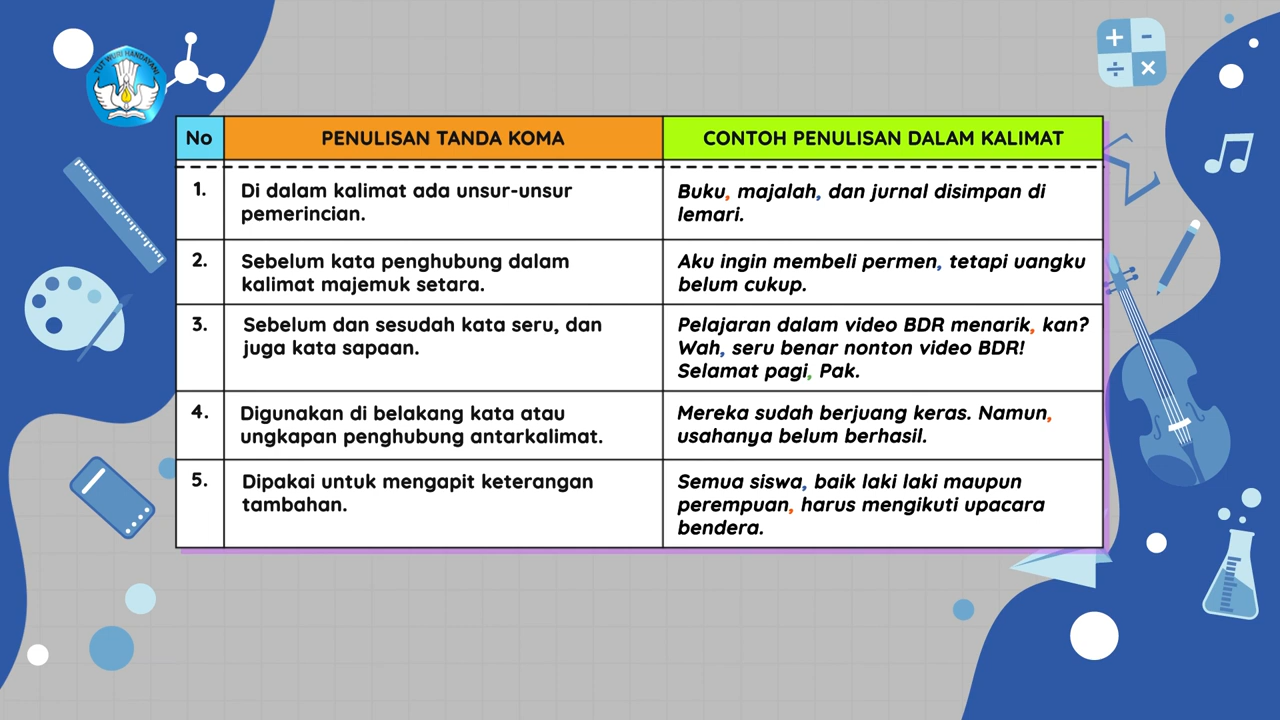 TUT WURI HANDAYANI
No
PENULISAN TANDA KOMA
CONTOH PENULISAN DALAM KALIMAT
1.
Di dalam kalimat ada unsur-unsur
pemerincian.
Buku, majalah, dan jurnal disimpan di
lemari.
2.
Sebelum kata penghubung dalam
kalimat majemuk setara.
Aku ingin membeli permen, tetapi uangku
belum cukup.
3.
Sebelum dan sesudah kata seru, dan
juga kata sapaan.
Pelajaran dalam video BDR menarik, kan?
Wah, seru benar nonton video BDR!
Selamat pagi, Pak.
4.
Digunakan di belakang kata atau
ungkapan penghubung antarkalimat.
Mereka sudah berjuang keras. Namun,
usahanya belum berhasil.
5.
Dipakai untuk mengapit keterangan
tambahan.
Semua siswa, baik laki laki maupun
perempuan, harus mengikuti upacara
bendera.